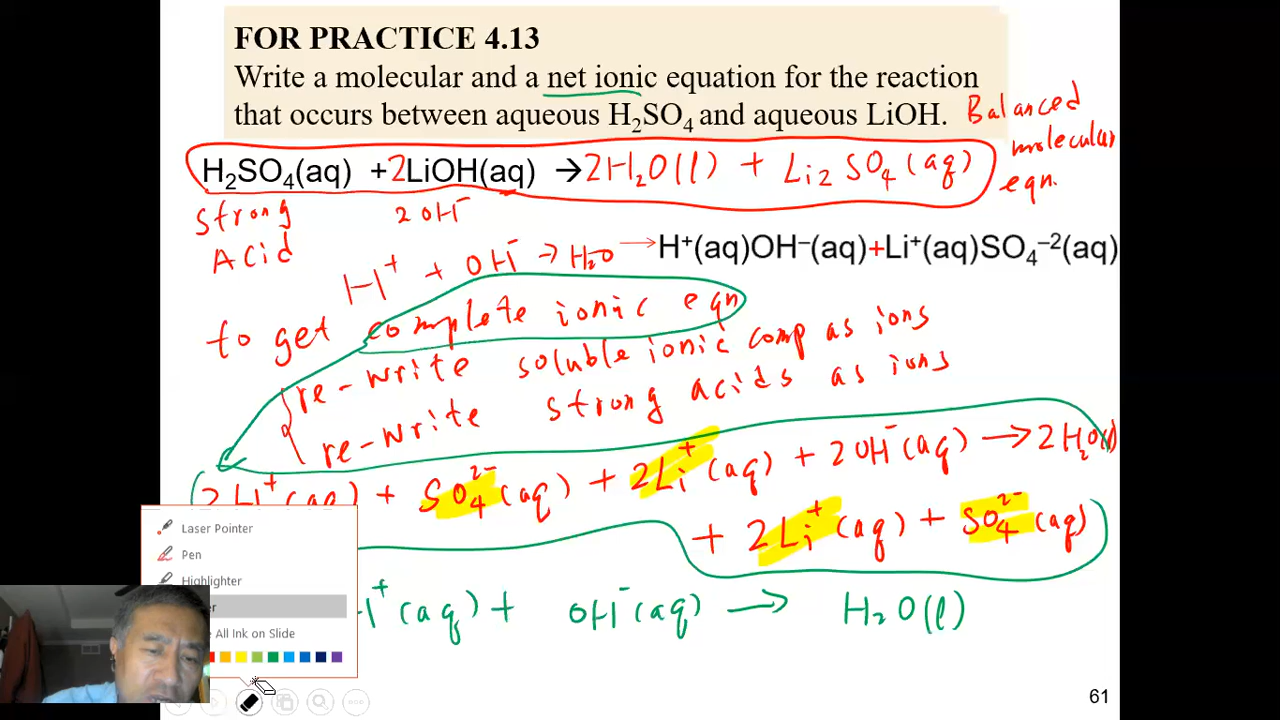 FOR PRACTICE 4.13
Write a molecular and a net ionic equation for the reaction
that occurs between aqueous H₂SO₄ and aqueous LiOH.
Balanced
molecular
eqn.
H₂SO₄(aq) +2LiOH(aq) →2H₂O(l) + Li₂SO₄(aq)
strong
Acid
2 OH⁻
H⁺ + OH⁻ → H₂O
→H⁺(aq)OH⁻(aq)+Li⁺(aq)SO₄⁻²(aq)
to get complete ionic eqn
re-write soluble ionic comp as ions
re-write strong acids as ions
(aq) + SO₄²⁻(aq) + 2Li⁺(aq) + 2OH⁻(aq) → 2H₂O(l)
+ 2Li⁺(aq) + SO₄²⁻(aq)
H⁺(aq) + OH⁻(aq) → H₂O(l)
Laser Pointer
Pen
Highlighter
All Ink on Slide
61